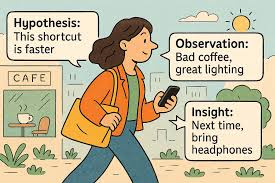 Hypothesis:
This shortcut
is faster
Observation:
Bad coffee,
great lighting
CAFE
Insight:
Next time,
bring
headphones